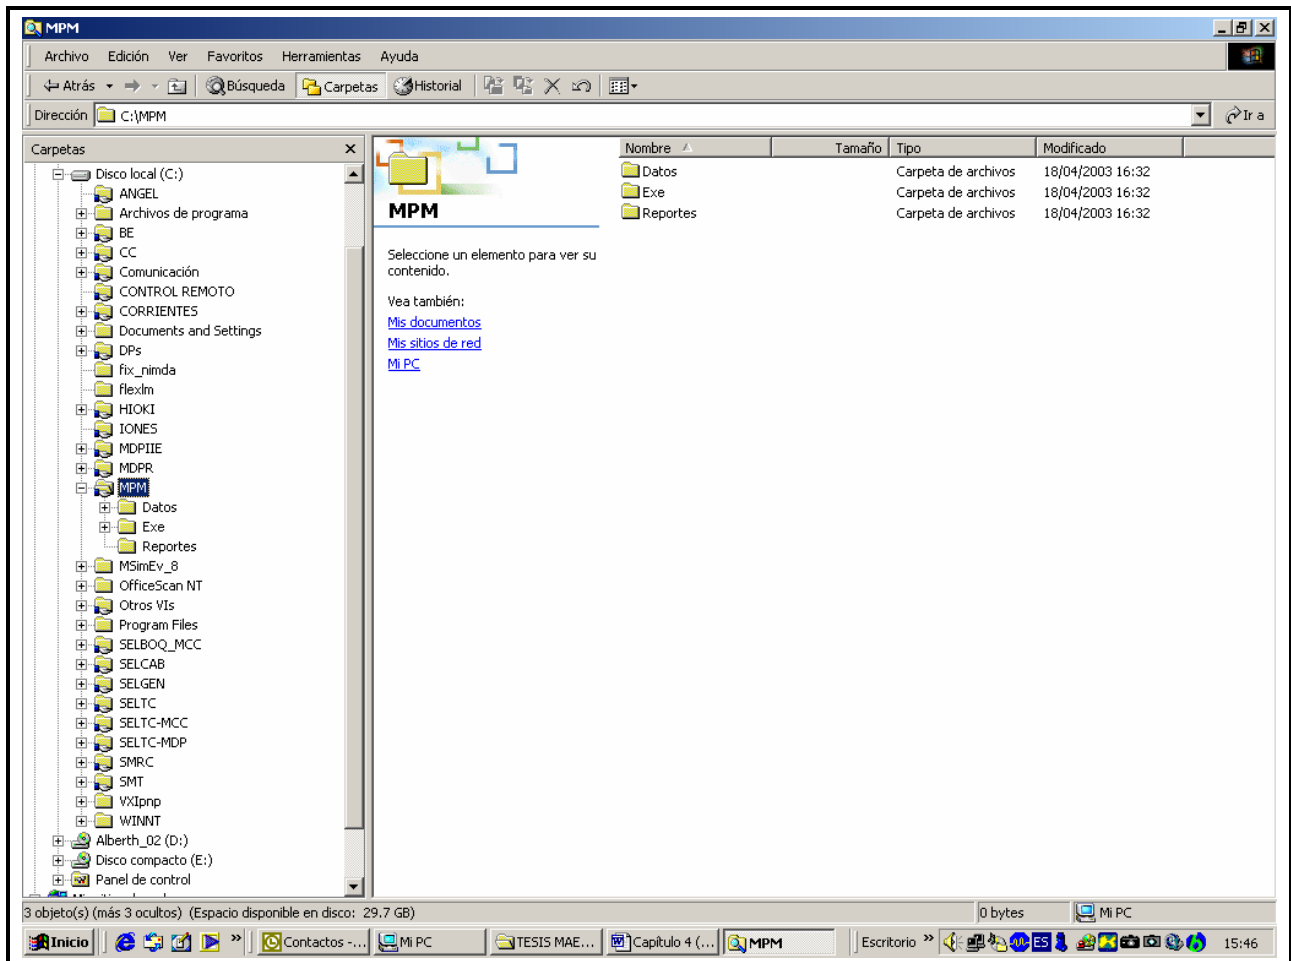 MPM
Archivo Edición Ver Favoritos Herramientas Ayuda
Atrás Búsqueda Carpetas Historial
Dirección C:\MPM Ir a
Carpetas
Disco local (C:)
ANGEL
Archivos de programa
BE
CC
Comunicación
CONTROL REMOTO
CORRIENTES
Documents and Settings
DPs
fix_nimda
flexlm
HIOKI
IONES
MDPIIE
MDPR
MPM
Datos
Exe
Reportes
MSimEv_8
OfficeScan NT
Otros VIs
Program Files
SELBOQ_MCC
SELCAB
SELGEN
SELTC
SELTC-MCC
SELTC-MDP
SMRC
SMT
VXIpnp
WINNT
Alberth_02 (D:)
Disco compacto (E:)
Panel de control
MPM
Seleccione un elemento para ver su
contenido.
Vea también:
Mis documentos
Mis sitios de red
Mi PC
Nombre Tamaño Tipo Modificado
Datos Carpeta de archivos 18/04/2003 16:32
Exe Carpeta de archivos 18/04/2003 16:32
Reportes Carpeta de archivos 18/04/2003 16:32
3 objeto(s) (más 3 ocultos) (Espacio disponible en disco: 29.7 GB) 0 bytes Mi PC
Inicio » Contactos -... Mi PC TESIS MAE... Capítulo 4 (... MPM Escritorio » ES 15:46